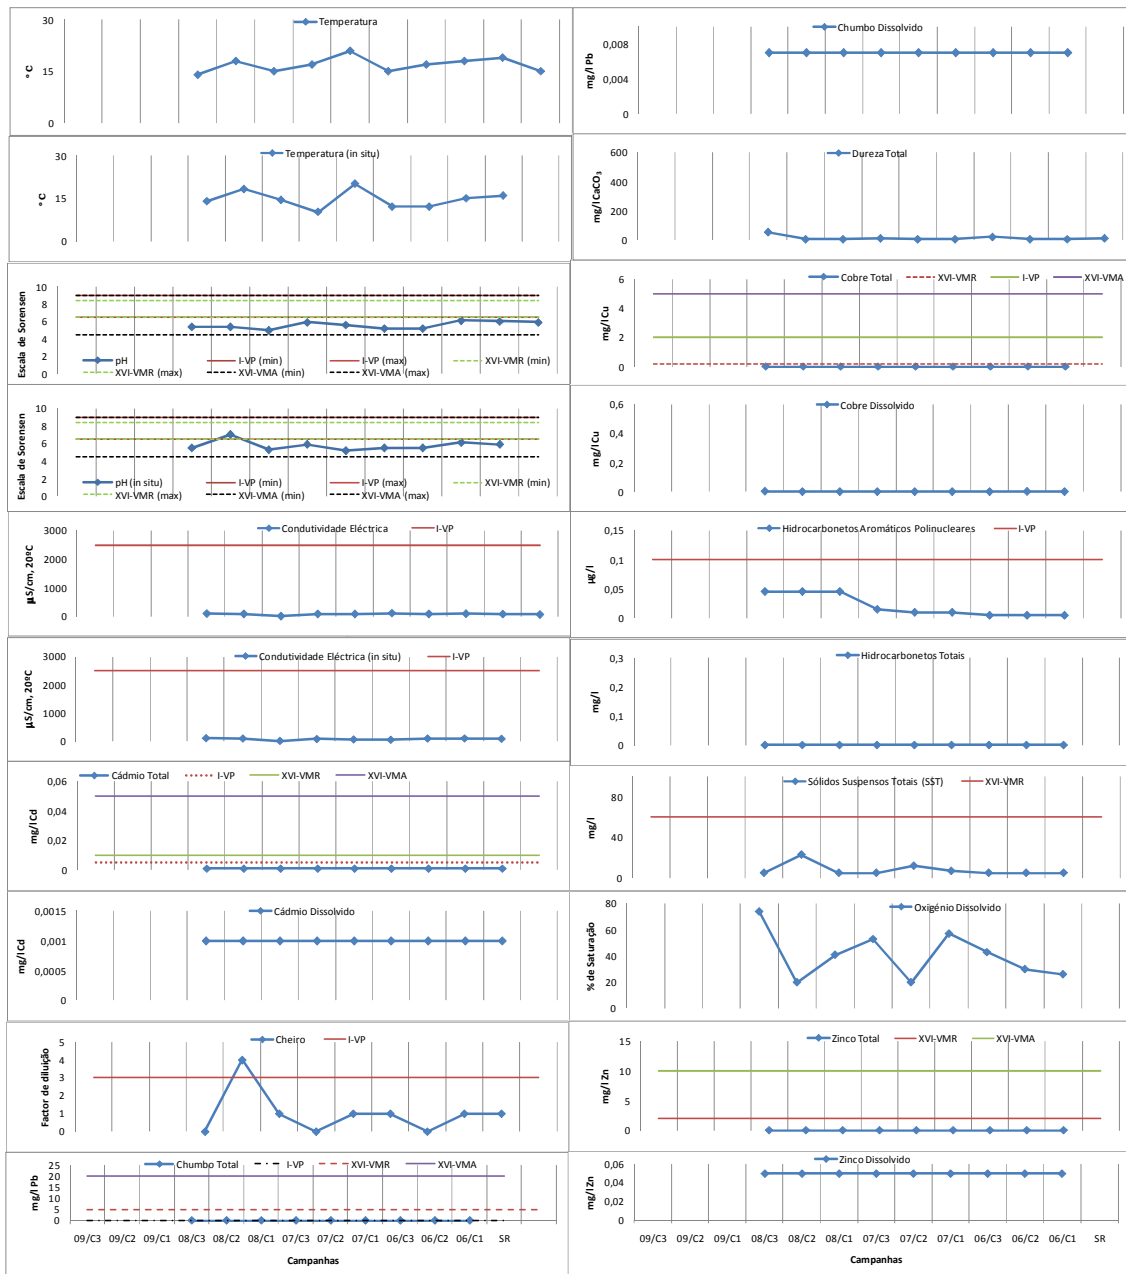 Temperatura
30
15
0
° C
Temperatura (in situ)
30
15
0
° C
10
8
6
4
2
0
Escala de Sorensen
pH
I-VP (min)
I-VP (max)
XVI-VMR (min)
XVI-VMR (max)
XVI-VMA (min)
XVI-VMA (max)
10
8
6
4
2
0
Escala de Sorensen
pH (in situ)
I-VP (min)
I-VP (max)
XVI-VMR (min)
XVI-VMR (max)
XVI-VMA (min)
XVI-VMA (max)
Condutividade Eléctrica
I-VP
3000
2000
1000
0
µS/cm, 20ºC
Condutividade Eléctrica (in situ)
I-VP
3000
2000
1000
0
µS/cm, 20ºC
Cádmio Total
I-VP
XVI-VMR
XVI-VMA
0,06
0,04
0,02
0
mg/l Cd
Cádmio Dissolvido
0,0015
0,001
0,0005
0
mg/l Cd
Cheiro
I-VP
5
4
3
2
1
0
Factor de diluição
Chumbo Total
I-VP
XVI-VMR
XVI-VMA
25
20
15
10
5
0
mg/l Pb
09/C3 09/C2 09/C1 08/C3 08/C2 08/C1 07/C3 07/C2 07/C1 06/C3 06/C2 06/C1 SR
Campanhas
Chumbo Dissolvido
0,008
0,004
0
mg/l Pb
Dureza Total
600
400
200
0
mg/l CaCO₃
Cobre Total
XVI-VMR
I-VP
XVI-VMA
6
4
2
0
mg/l Cu
Cobre Dissolvido
0,6
0,4
0,2
0
mg/l Cu
Hidrocarbonetos Aromáticos Polinucleares
I-VP
0,15
0,1
0,05
0
µg/l
Hidrocarbonetos Totais
0,3
0,2
0,1
0
mg/l
Sólidos Suspensos Totais (SST)
XVI-VMR
80
40
0
mg/l
Oxigénio Dissolvido
80
60
40
20
0
% de Saturação
Zinco Total
XVI-VMR
XVI-VMA
15
10
5
0
mg/l Zn
Zinco Dissolvido
0,06
0,04
0,02
0
mg/l Zn
09/C3 09/C2 09/C1 08/C3 08/C2 08/C1 07/C3 07/C2 07/C1 06/C3 06/C2 06/C1 SR
Campanhas